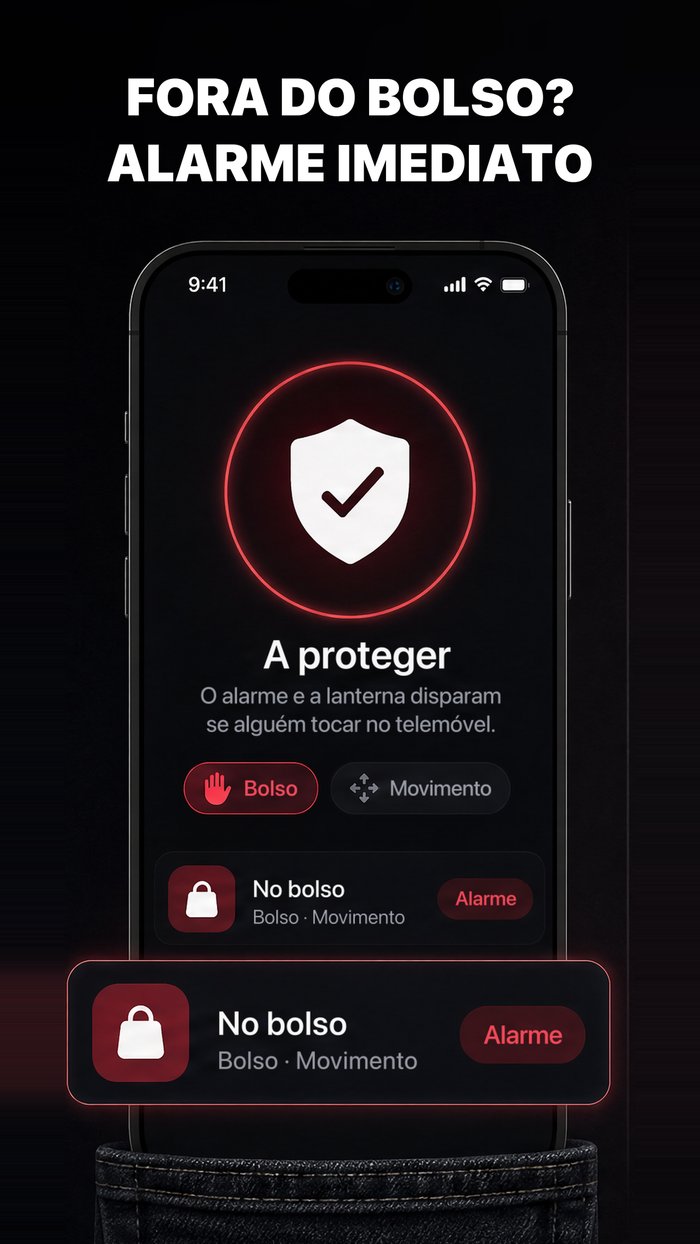 FORA DO BOLSO?
ALARME IMEDIATO
9:41
A proteger
O alarme e a lanterna disparam
se alguém tocar no telemóvel.
Bolso
Movimento
No bolso
Bolso · Movimento
Alarme
No bolso
Bolso · Movimento
Alarme